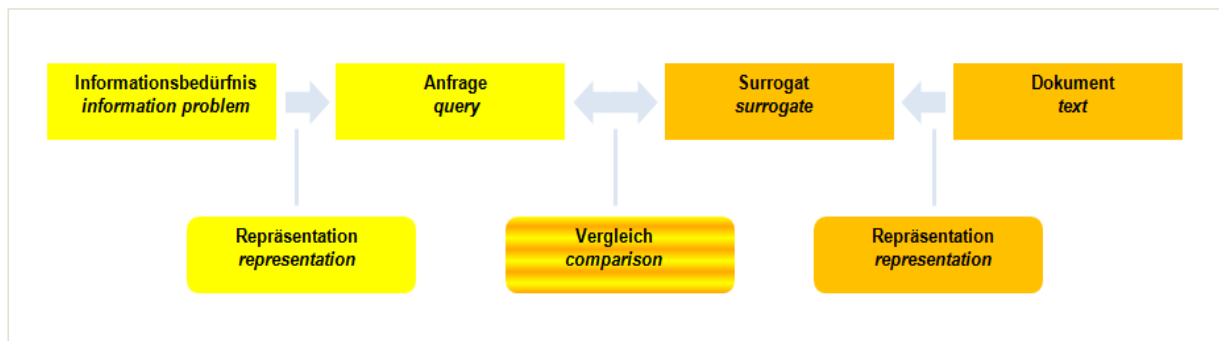 Informationsbedürfnis
information problem
Anfrage
query
Surrogat
surrogate
Dokument
text
Repräsentation
representation
Vergleich
comparison
Repräsentation
representation